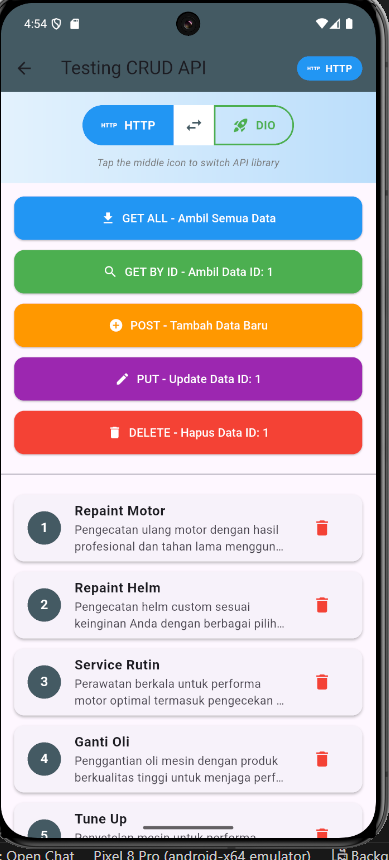 4:54
Testing CRUD API
HTTP HTTP
HTTP HTTP
DIO
Tap the middle icon to switch API library
GET ALL - Ambil Semua Data
GET BY ID - Ambil Data ID: 1
POST - Tambah Data Baru
PUT - Update Data ID: 1
DELETE - Hapus Data ID: 1
1
Repaint Motor
Pengecatan ulang motor dengan hasil
profesional dan tahan lama menggun...
2
Repaint Helm
Pengecatan helm custom sesuai
keinginan Anda dengan berbagai pilih...
3
Service Rutin
Perawatan berkala untuk performa
motor optimal termasuk pengecekan ...
4
Ganti Oli
Penggantian oli mesin dengan produk
berkualitas tinggi untuk menjaga perf...
5
Tune Up
Penyetelan mesin untuk performa
: Open Chat Pixel 8 Pro (android-x64 emulator) Backg